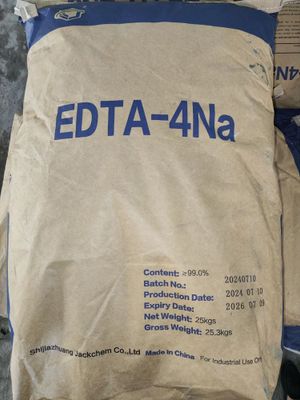 EDTA-4Na
Content: ≥99.0%
Batch No.: 20240710
Production Date: 2024 07 10
Expiry Date: 2026 07 09
Net Weight: 25kgs
Gross Weight: 25.3kgs
Shijiazhuang Jackchem Co.,Ltd Made in China For Industrial Use
4Na